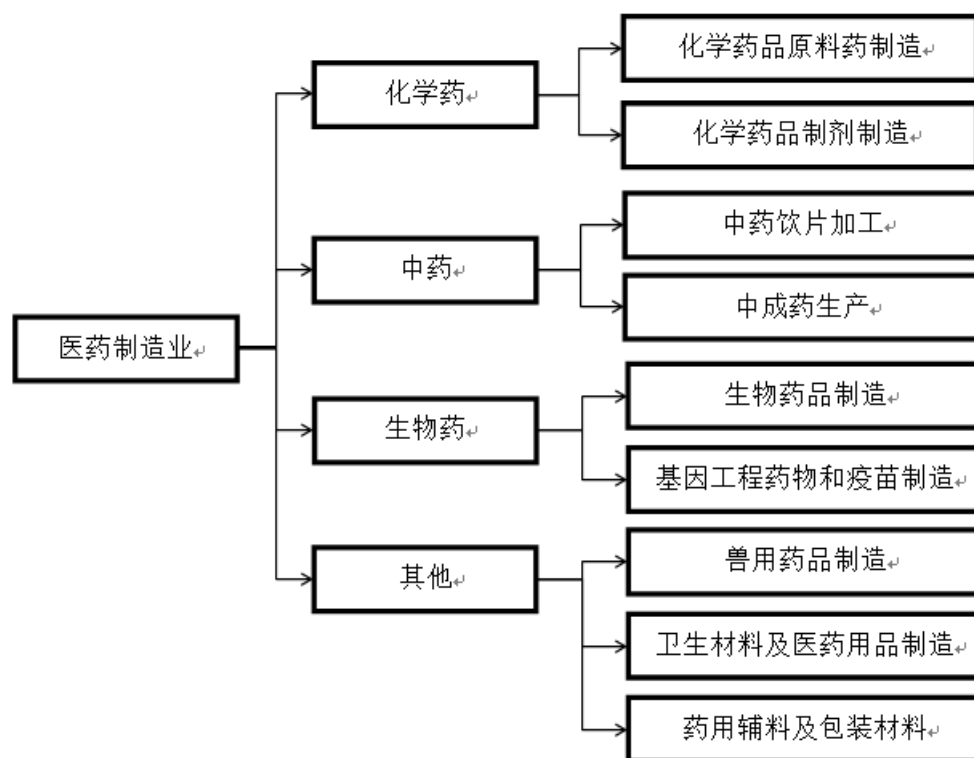 医药制造业
化学药
化学药品原料药制造
化学药品制剂制造
中药
中药饮片加工
中成药生产
生物药
生物药品制造
基因工程药物和疫苗制造
其他
兽用药品制造
卫生材料及医药用品制造
药用辅料及包装材料